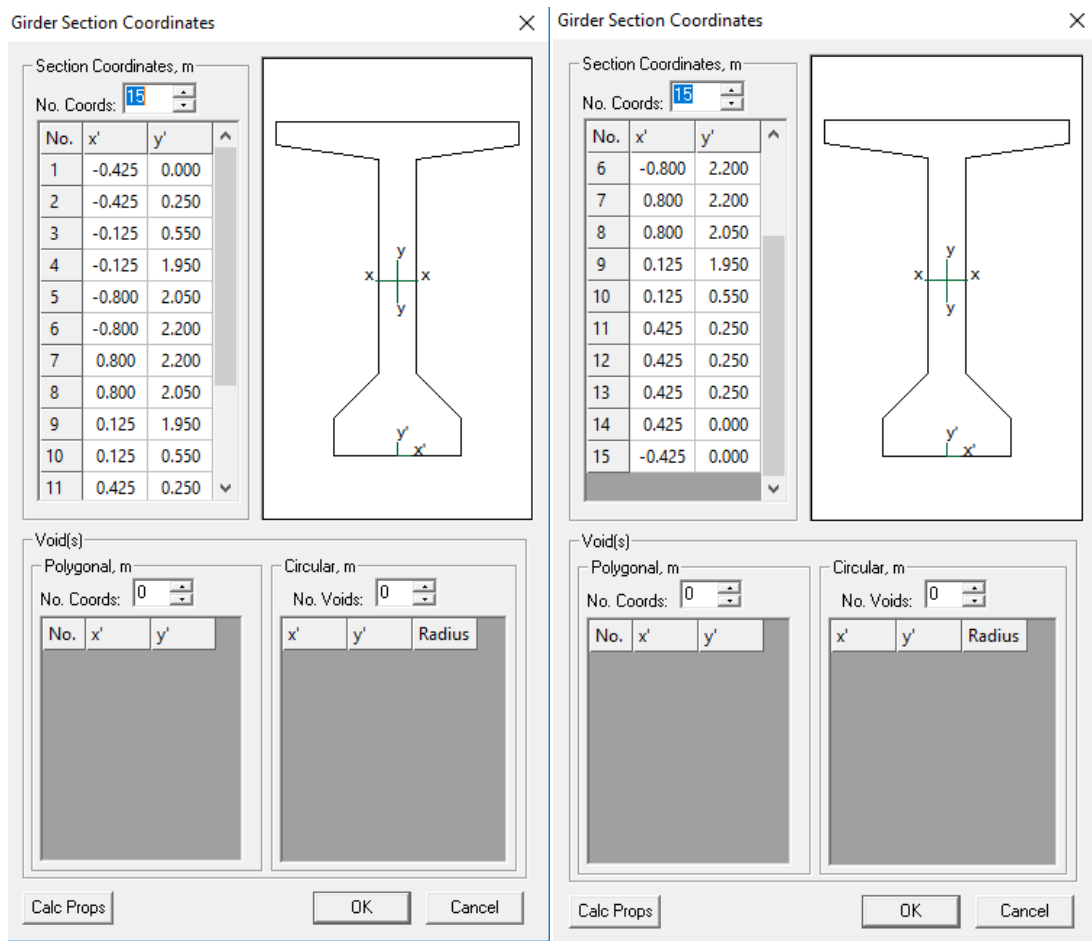 Girder Section Coordinates
Section Coordinates, m
No. Coords: 15
No. x' y'
1 -0.425 0.000
2 -0.425 0.250
3 -0.125 0.550
4 -0.125 1.950
5 -0.800 2.050
6 -0.800 2.200
7 0.800 2.200
8 0.800 2.050
9 0.125 1.950
10 0.125 0.550
11 0.425 0.250
y
x x
y
y'
x'
Void(s)
Polygonal, m
No. Coords: 0
No. x' y'
Circular, m
No. Voids: 0
x' y' Radius
Calc Props OK Cancel
Girder Section Coordinates
Section Coordinates, m
No. Coords: 15
No. x' y'
6 -0.800 2.200
7 0.800 2.200
8 0.800 2.050
9 0.125 1.950
10 0.125 0.550
11 0.425 0.250
12 0.425 0.250
13 0.425 0.250
14 0.425 0.000
15 -0.425 0.000
y
x x
y
y'
x'
Void(s)
Polygonal, m
No. Coords: 0
No. x' y'
Circular, m
No. Voids: 0
x' y' Radius
Calc Props OK Cancel